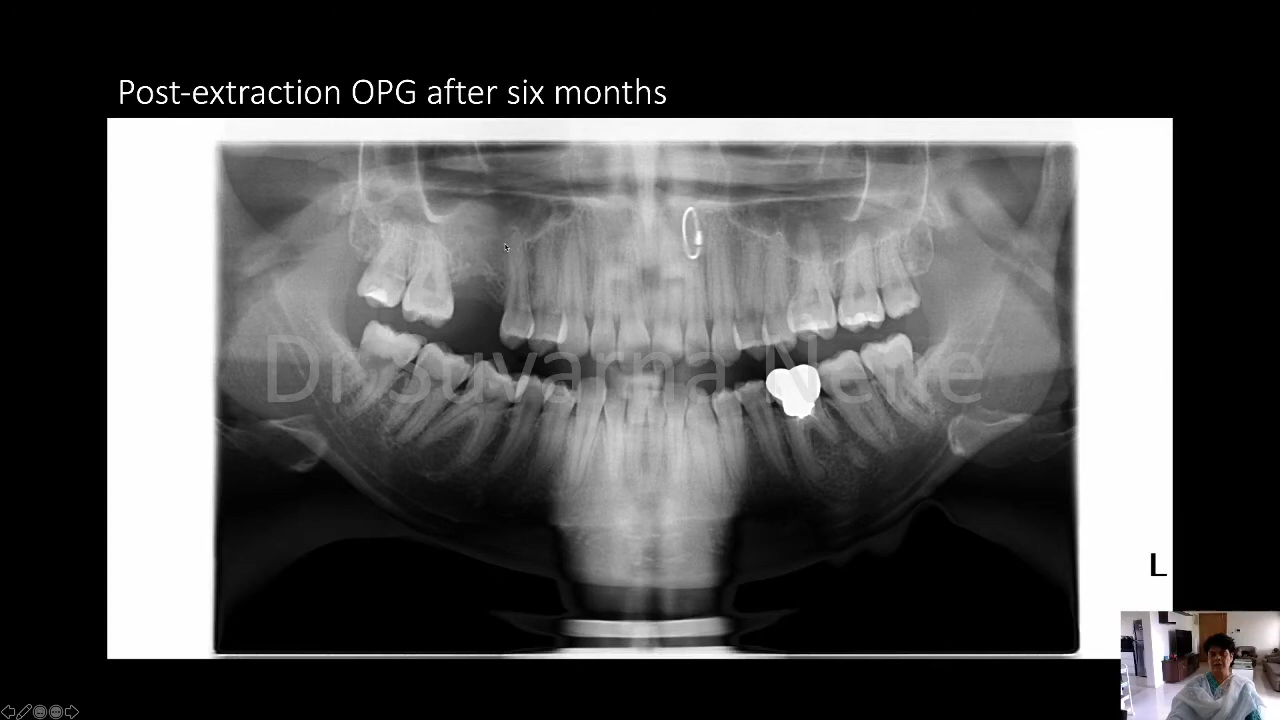 Post-extraction OPG after six months
Dr Suvarna Nene
L